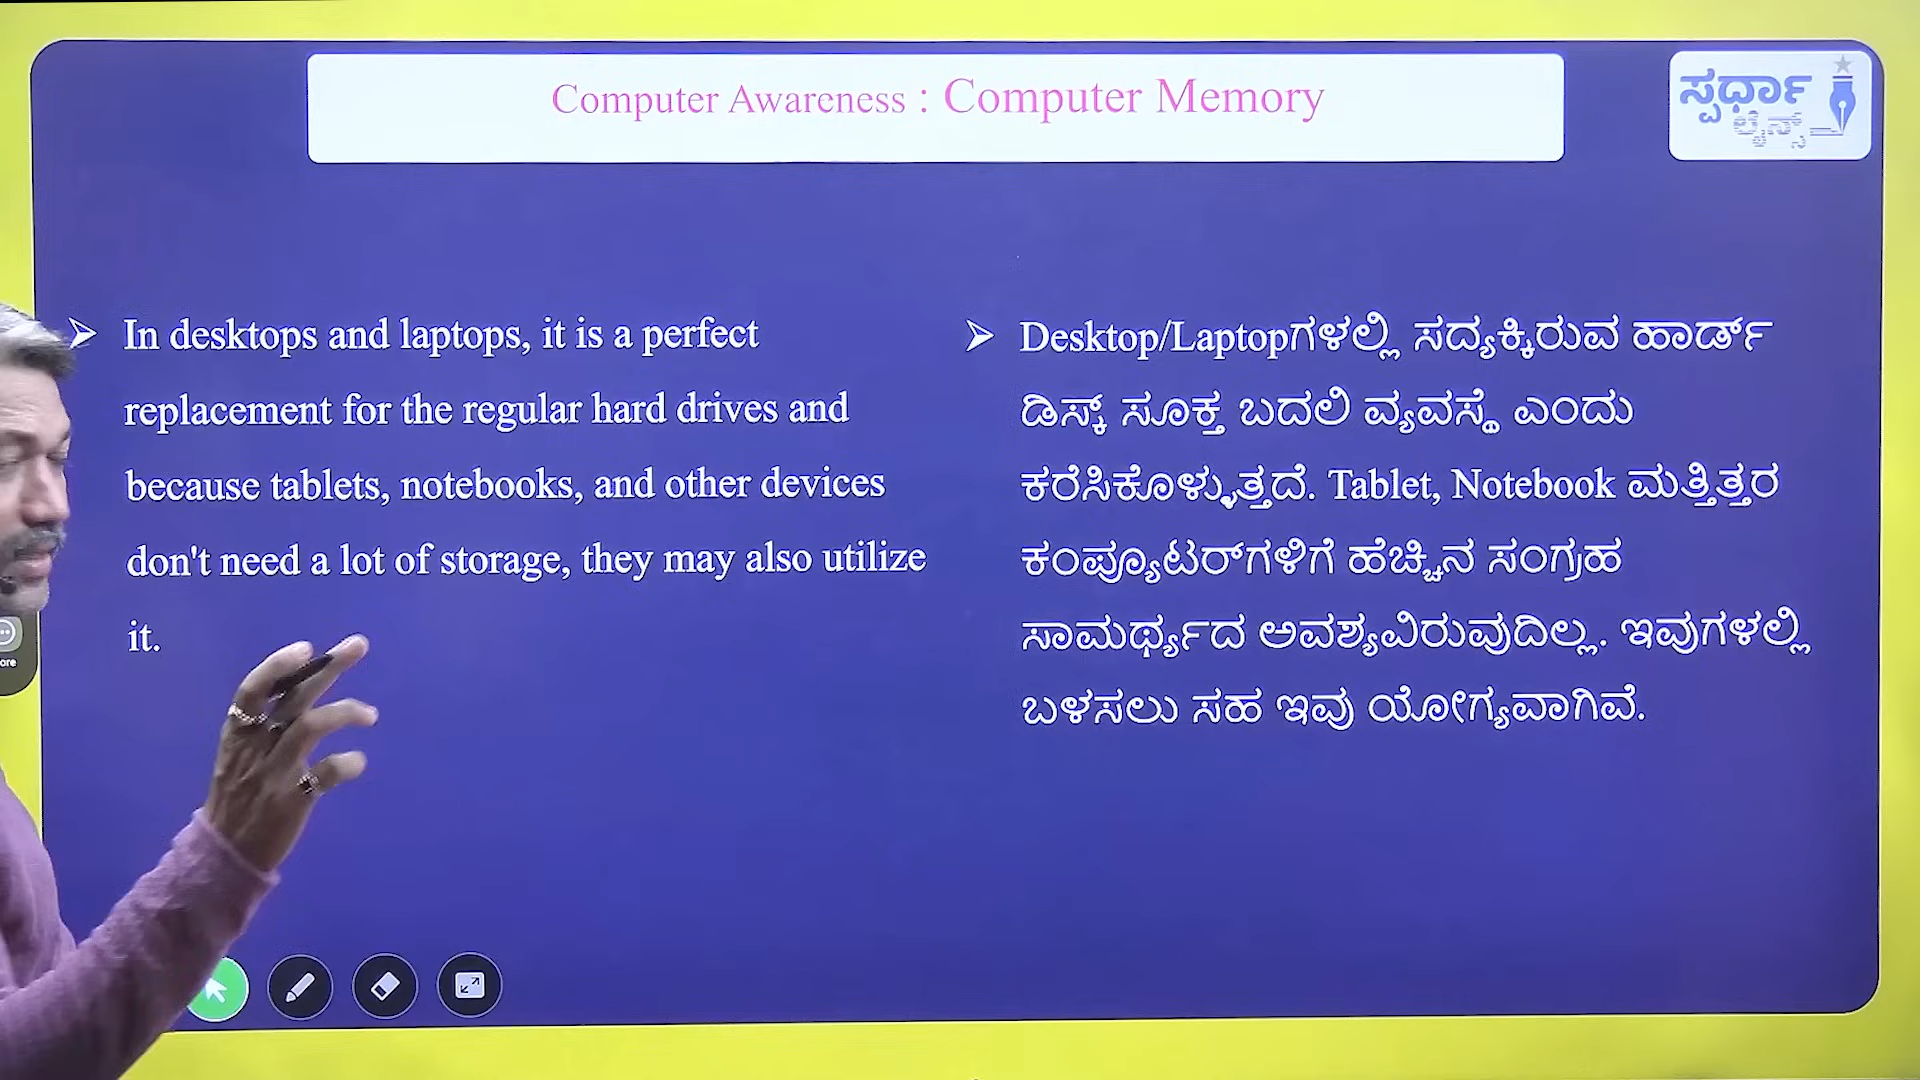 Computer Awareness : Computer Memory
ಸ್ಪರ್ಧಾ
In desktops and laptops, it is a perfect
replacement for the regular hard drives and
because tablets, notebooks, and other devices
don't need a lot of storage, they may also utilize
it.
Desktop/Laptopಗಳಲ್ಲಿ ಸದ್ಯಕ್ಕಿರುವ ಹಾರ್ಡ್
ಡಿಸ್ಕ್ ಸೂಕ್ತ ಬದಲಿ ವ್ಯವಸ್ಥೆ ಎಂದು
ಕರೆಸಿಕೊಳ್ಳುತ್ತದೆ. Tablet, Notebook ಮತ್ತಿತ್ತರ
ಕಂಪ್ಯೂಟರ್‌ಗಳಿಗೆ ಹೆಚ್ಚಿನ ಸಂಗ್ರಹ
ಸಾಮರ್ಥ್ಯದ ಅವಶ್ಯವಿರುವುದಿಲ್ಲ. ಇವುಗಳಲ್ಲಿ
ಬಳಸಲು ಸಹ ಇವು ಯೋಗ್ಯವಾಗಿವೆ.